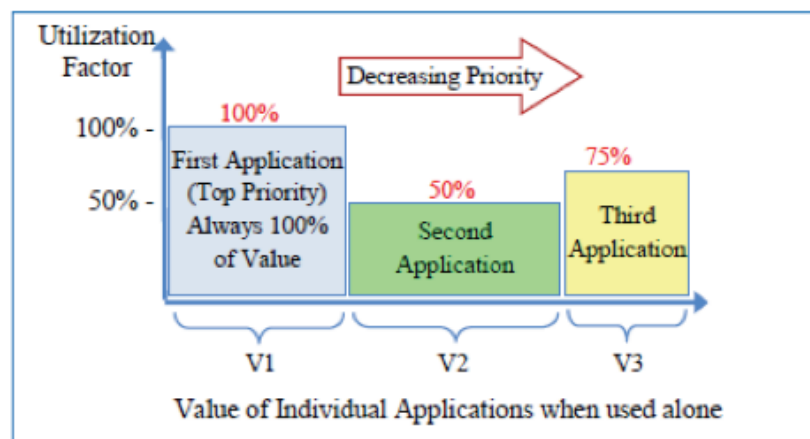 Utilization
Factor
Decreasing Priority
100% -
100%
First Application
(Top Priority)
Always 100%
of Value
50% -
50%
Second
Application
75%
Third
Application
V1
V2
V3
Value of Individual Applications when used alone